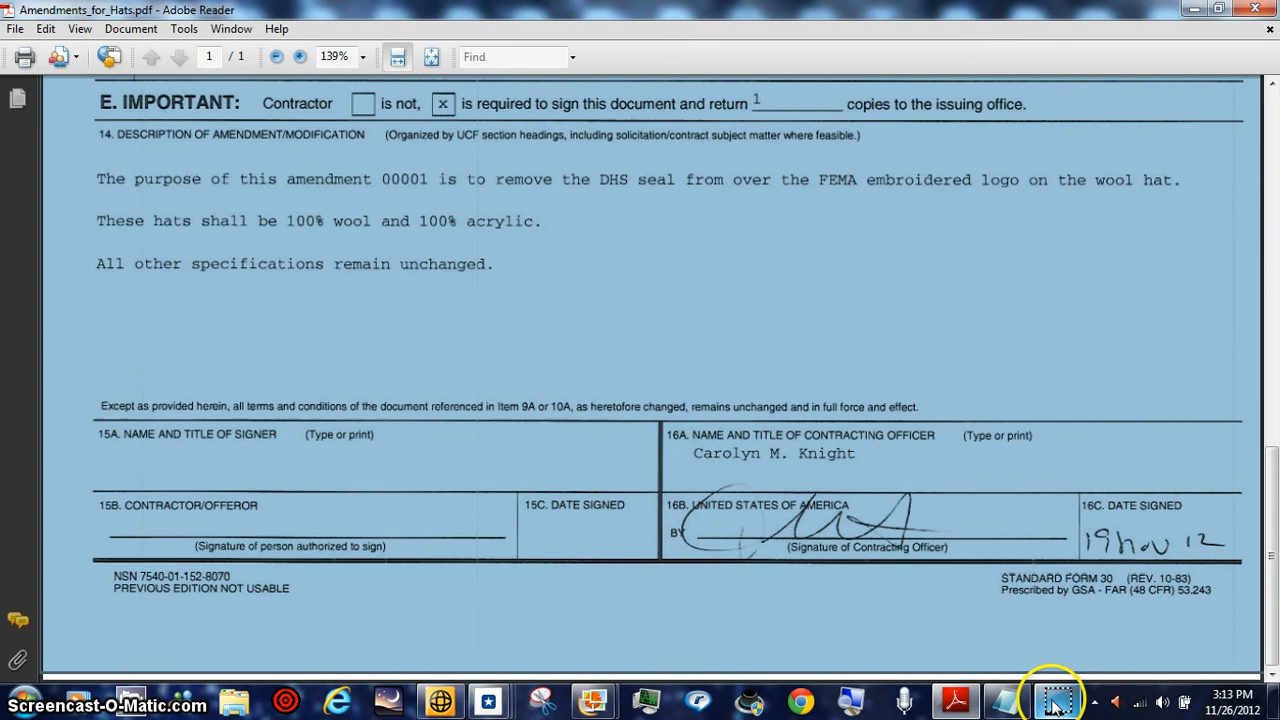 Amendments_for_Hats.pdf - Adobe Reader
File Edit View Document Tools Window Help
1 / 1 139% Find
E. IMPORTANT: Contractor is not, x is required to sign this document and return 1 copies to the issuing office.
14. DESCRIPTION OF AMENDMENT/MODIFICATION (Organized by UCF section headings, including solicitation/contract subject matter where feasible.)
The purpose of this amendment 00001 is to remove the DHS seal from over the FEMA embroidered logo on the wool hat.
These hats shall be 100% wool and 100% acrylic.
All other specifications remain unchanged.
Except as provided herein, all terms and conditions of the document referenced in Item 9A or 10A, as heretofore changed, remains unchanged and in full force and effect.
15A. NAME AND TITLE OF SIGNER (Type or print)
16A. NAME AND TITLE OF CONTRACTING OFFICER (Type or print)
Carolyn M. Knight
15B. CONTRACTOR/OFFEROR
15C. DATE SIGNED
16B. UNITED STATES OF AMERICA
16C. DATE SIGNED
BY
19 Nov 12
(Signature of person authorized to sign)
(Signature of Contracting Officer)
NSN 7540-01-152-8070
PREVIOUS EDITION NOT USABLE
STANDARD FORM 30 (REV. 10-83)
Prescribed by GSA - FAR (48 CFR) 53.243
Screencast-O-Matic.com
3:13 PM
11/26/2012